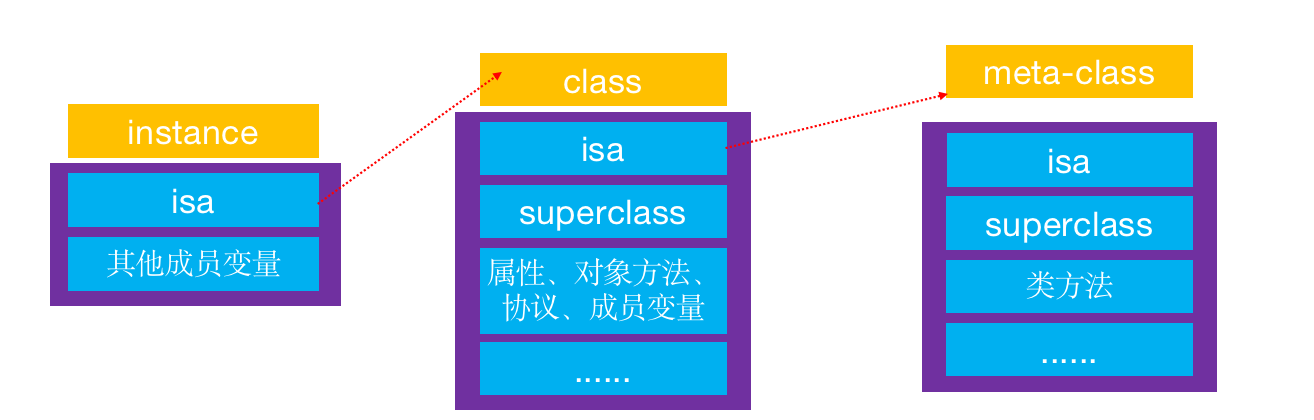 instance
isa
其他成员变量
class
isa
superclass
属性、对象方法、
协议、成员变量
......
meta-class
isa
superclass
类方法
......